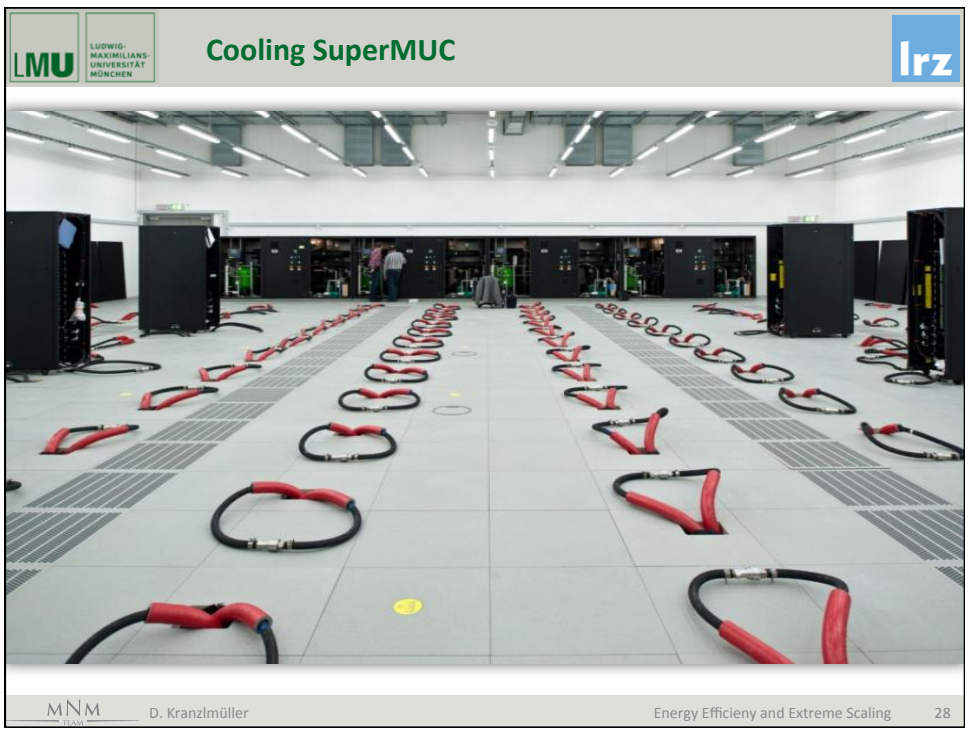 LMU
LUDWIG-
MAXIMILIANS-
UNIVERSITÄT
MÜNCHEN
Cooling SuperMUC
lrz
MNM
TEAM
D. Kranzlmüller
Energy Efficieny and Extreme Scaling
28